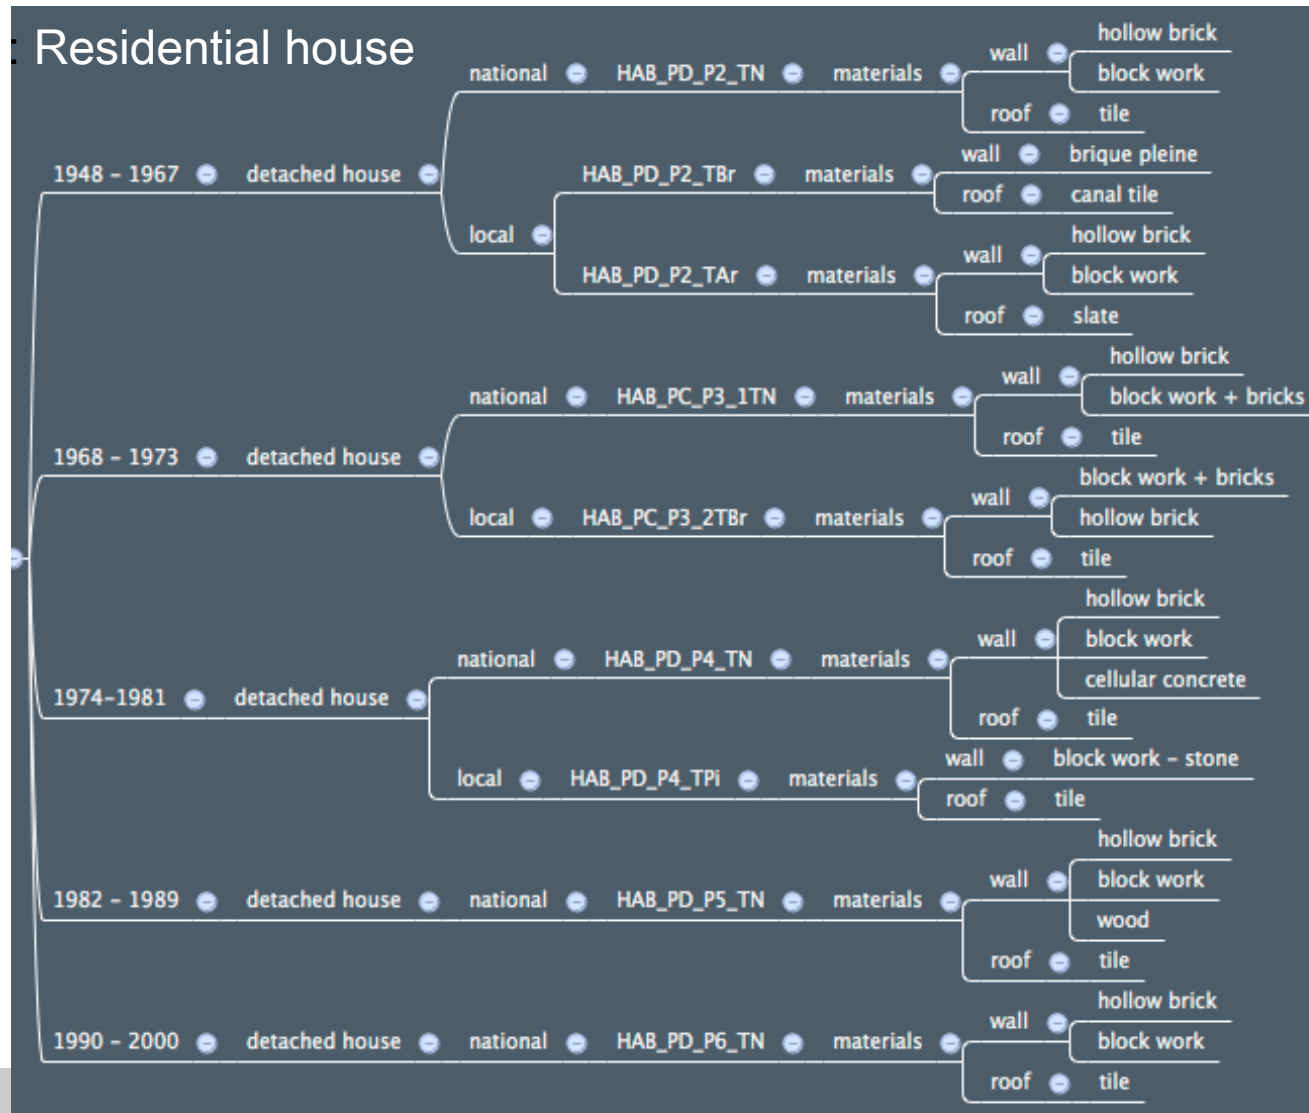 : Residential house
hollow brick
wall
national HAB_PD_P2_TN materials
block work
roof tile
wall brique pleine
1948 – 1967 detached house
HAB_PD_P2_TBr materials
roof canal tile
local
hollow brick
wall
HAB_PD_P2_TAr materials
block work
roof slate
hollow brick
wall
national HAB_PC_P3_1TN materials
block work + bricks
roof tile
1968 – 1973 detached house
block work + bricks
wall
local HAB_PC_P3_2TBr materials
hollow brick
roof tile
hollow brick
wall block work
national HAB_PD_P4_TN materials
cellular concrete
1974–1981 detached house
roof tile
wall block work – stone
local HAB_PD_P4_TPi materials
roof tile
hollow brick
wall block work
1982 – 1989 detached house national HAB_PD_P5_TN materials
wood
roof tile
hollow brick
wall
1990 – 2000 detached house national HAB_PD_P6_TN materials
block work
roof tile